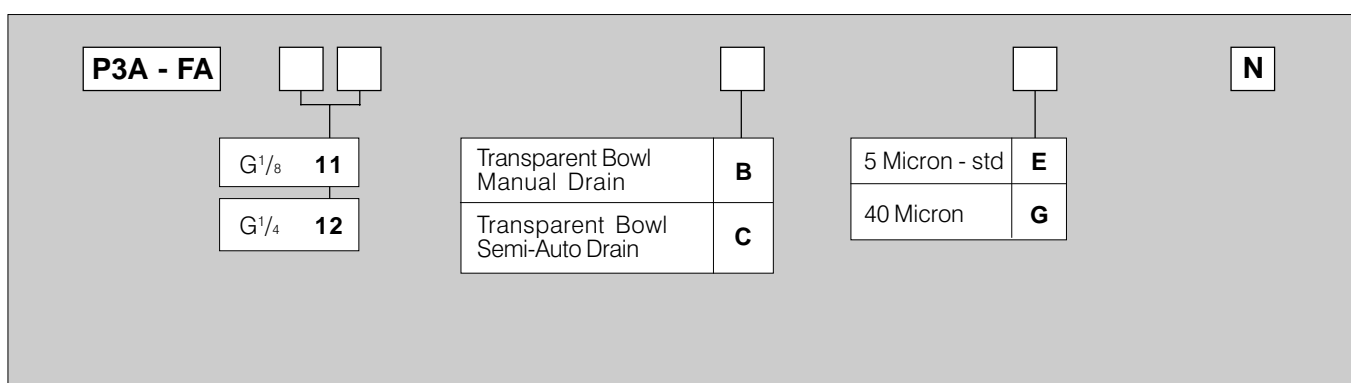 P3A - FA N
G1/8 11
G1/4 12
Transparent Bowl
Manual Drain B
Transparent Bowl
Semi-Auto Drain C
5 Micron - std E
40 Micron G